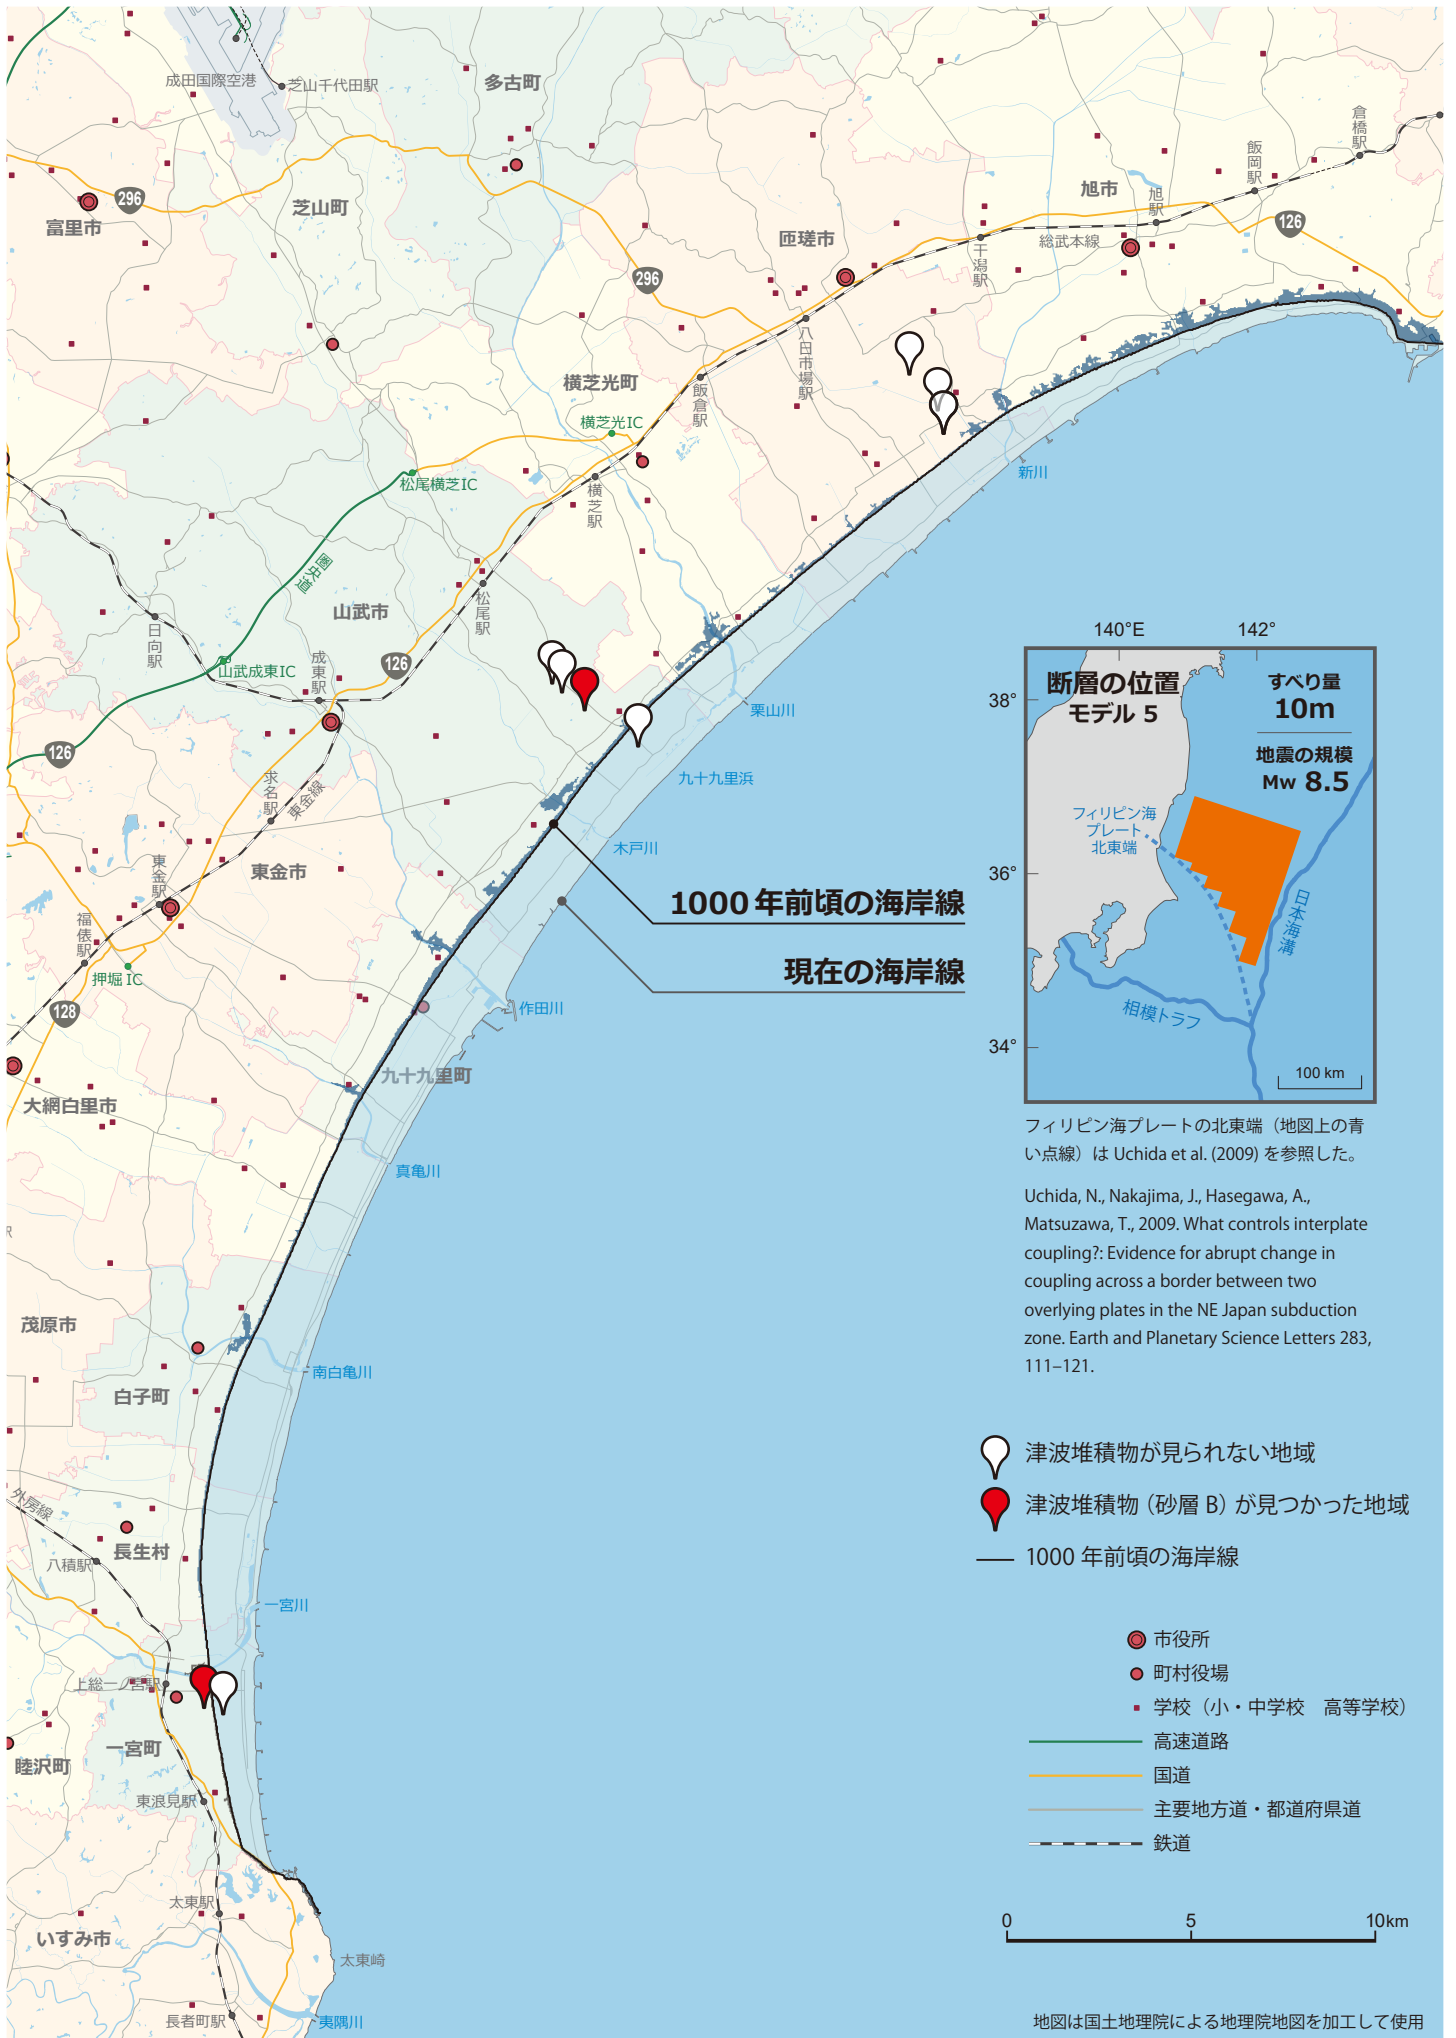 成田国際空港
芝山千代田駅
多古町
倉橋駅
飯岡駅
旭市
旭駅
296
芝山町
富里市
126
匝瑳市
総武本線
干潟駅
296
八日市場駅
横芝光町
飯倉駅
横芝光IC
新川
松尾横芝IC
横芝駅
圏央道
山武市
松尾駅
日向駅
成東駅
山武成東IC
126
栗山川
126
九十九里浜
求名駅
東金線
木戸川
東金市
東金駅
1000年前頃の海岸線
福俵駅
押堀IC
現在の海岸線
128
作田川
九十九里町
大網白里市
真亀川
茂原市
南白亀川
白子町
外房線
長生村
八積駅
一宮川
上総一ノ宮駅
一宮町
睦沢町
東浪見駅
太東駅
いすみ市
太東崎
長者町駅
夷隅川
140°E
142°
38°
36°
34°
断層の位置
モデル 5
すべり量
10m
地震の規模
Mw 8.5
フィリピン海
プレート
北東端
日本海溝
相模トラフ
100 km
フィリピン海プレートの北東端（地図上の青
い点線）は Uchida et al. (2009) を参照した。
Uchida, N., Nakajima, J., Hasegawa, A.,
Matsuzawa, T., 2009. What controls interplate
coupling?: Evidence for abrupt change in
coupling across a border between two
overlying plates in the NE Japan subduction
zone. Earth and Planetary Science Letters 283,
111–121.
津波堆積物が見られない地域
津波堆積物（砂層 B）が見つかった地域
1000 年前頃の海岸線
市役所
町村役場
学校（小・中学校　高等学校）
高速道路
国道
主要地方道・都道府県道
鉄道
0
5
10km
地図は国土地理院による地理院地図を加工して使用